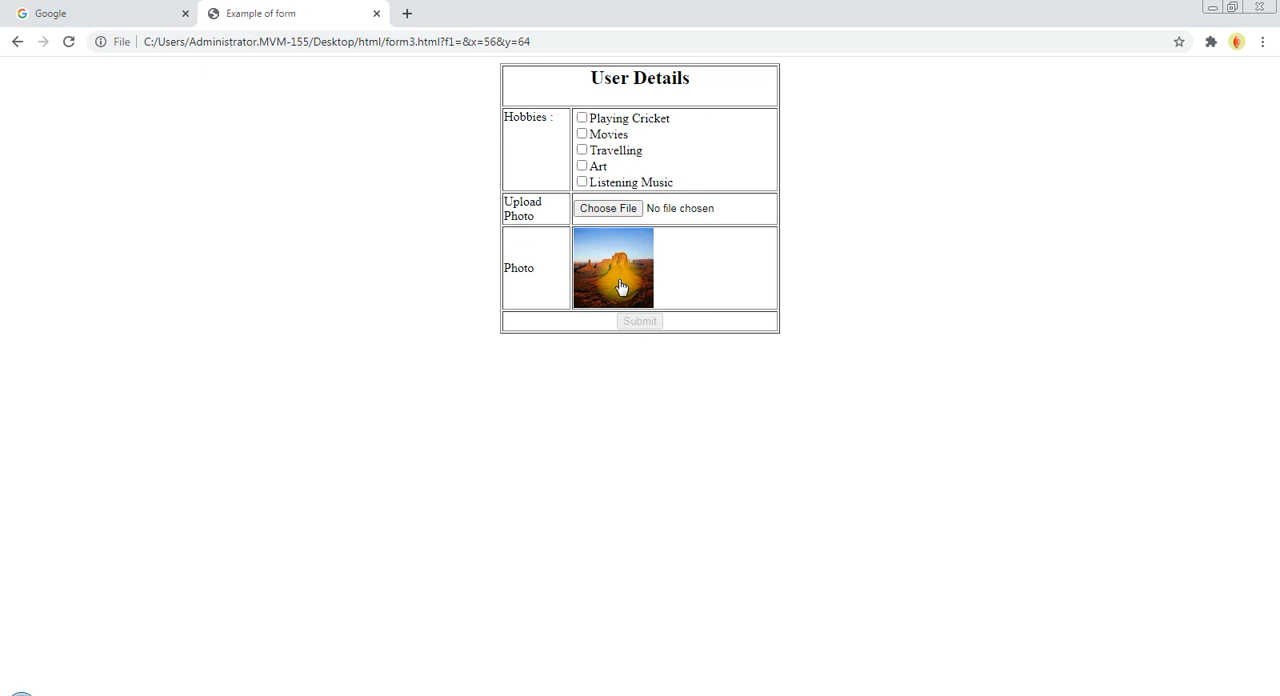 Google
Example of form
File
C:/Users/Administrator.MVM-155/Desktop/html/form3.html?f1=&x=56&y=64
User Details
Hobbies :
Playing Cricket
Movies
Travelling
Art
Listening Music
Upload
Photo
Choose File No file chosen
Photo
Submit